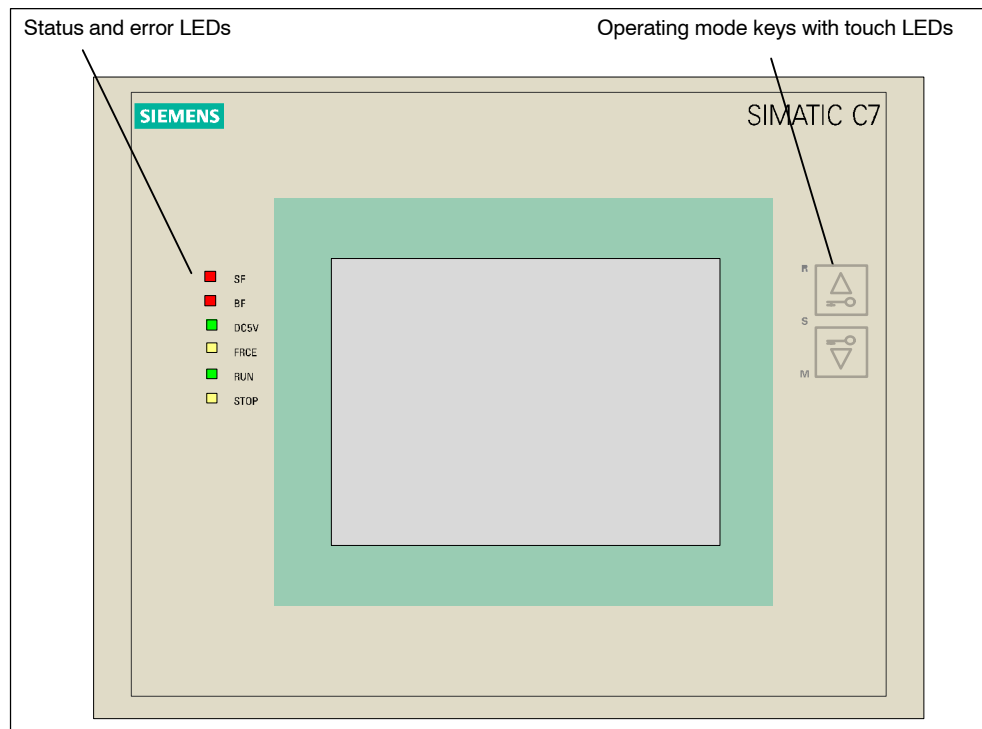 Status and error LEDs
Operating mode keys with touch LEDs
SIEMENS
SIMATIC C7
SF
BF
DC5V
FRCE
RUN
STOP
R
S
M